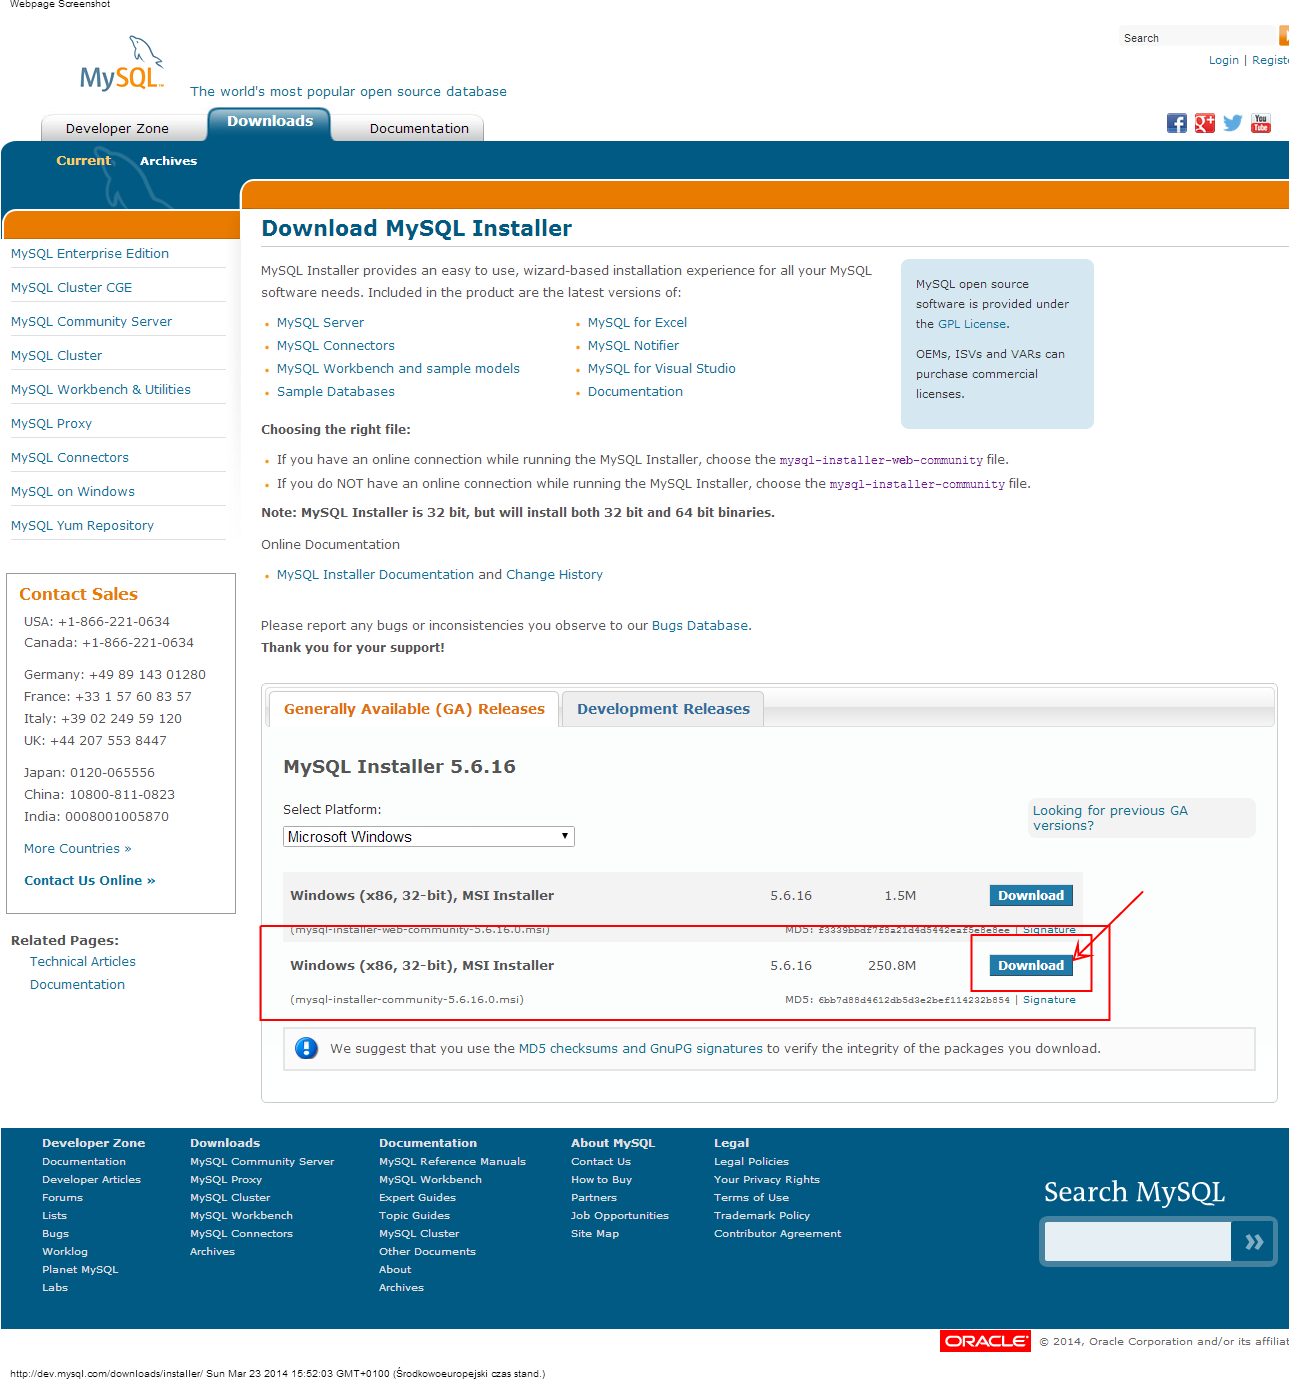 Webpage Screenshot
Search
Login | Registe
MySQL™
The world's most popular open source database
Developer Zone
Downloads
Documentation
Current
Archives
Download MySQL Installer
MySQL Enterprise Edition
MySQL Cluster CGE
MySQL Community Server
MySQL Cluster
MySQL Workbench & Utilities
MySQL Proxy
MySQL Connectors
MySQL on Windows
MySQL Yum Repository
Contact Sales
USA: +1-866-221-0634
Canada: +1-866-221-0634
Germany: +49 89 143 01280
France: +33 1 57 60 83 57
Italy: +39 02 249 59 120
UK: +44 207 553 8447
Japan: 0120-065556
China: 10800-811-0823
India: 0008001005870
More Countries »
Contact Us Online »
Related Pages:
Technical Articles
Documentation
MySQL Installer provides an easy to use, wizard-based installation experience for all your MySQL
software needs. Included in the product are the latest versions of:
MySQL Server
MySQL Connectors
MySQL Workbench and sample models
Sample Databases
MySQL for Excel
MySQL Notifier
MySQL for Visual Studio
Documentation
MySQL open source
software is provided under
the GPL License.
OEMs, ISVs and VARs can
purchase commercial
licenses.
Choosing the right file:
If you have an online connection while running the MySQL Installer, choose the mysql-installer-web-community file.
If you do NOT have an online connection while running the MySQL Installer, choose the mysql-installer-community file.
Note: MySQL Installer is 32 bit, but will install both 32 bit and 64 bit binaries.
Online Documentation
MySQL Installer Documentation and Change History
Please report any bugs or inconsistencies you observe to our Bugs Database.
Thank you for your support!
Generally Available (GA) Releases
Development Releases
MySQL Installer 5.6.16
Select Platform:
Microsoft Windows
Looking for previous GA
versions?
Windows (x86, 32-bit), MSI Installer 5.6.16 1.5M Download
(mysql-installer-web-community-5.6.16.0.msi) MD5: f3339bbdf7f8a21d4d5442eaf5e8e8ee | Signature
Windows (x86, 32-bit), MSI Installer 5.6.16 250.8M Download
(mysql-installer-community-5.6.16.0.msi) MD5: 6bb7d88d4612db5d3e2bef114232b854 | Signature
We suggest that you use the MD5 checksums and GnuPG signatures to verify the integrity of the packages you download.
Developer Zone
Documentation
Developer Articles
Forums
Lists
Bugs
Worklog
Planet MySQL
Labs
Downloads
MySQL Community Server
MySQL Proxy
MySQL Cluster
MySQL Workbench
MySQL Connectors
Archives
Documentation
MySQL Reference Manuals
MySQL Workbench
Expert Guides
Topic Guides
MySQL Cluster
Other Documents
About
Archives
About MySQL
Contact Us
How to Buy
Partners
Job Opportunities
Site Map
Legal
Legal Policies
Your Privacy Rights
Terms of Use
Trademark Policy
Contributor Agreement
Search MySQL
ORACLE © 2014, Oracle Corporation and/or its affiliat
http://dev.mysql.com/downloads/installer/ Sun Mar 23 2014 15:52:03 GMT+0100 (Środkowoeuropejski czas stand.)